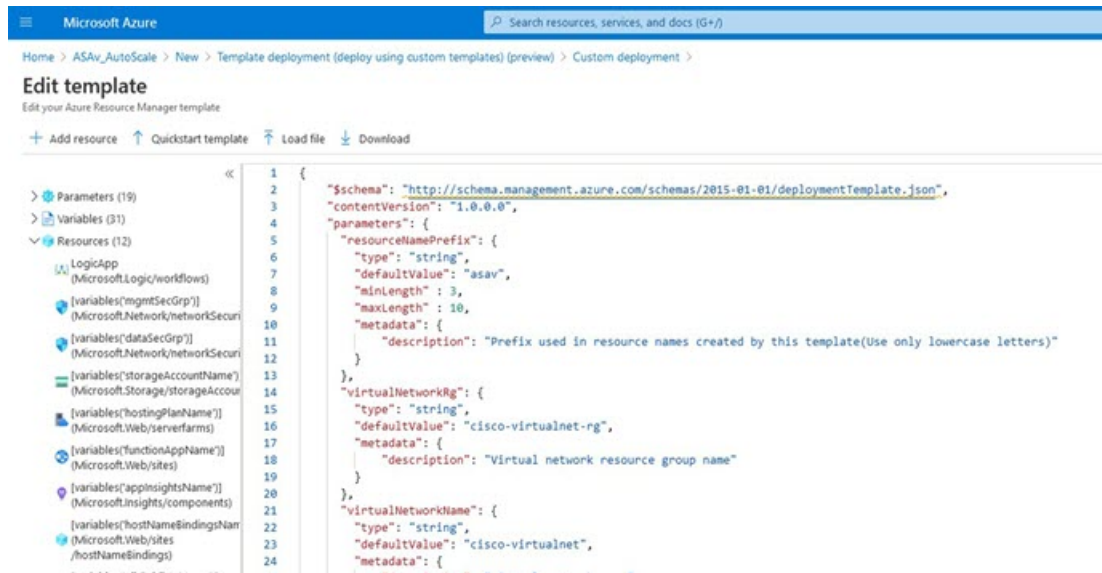 Microsoft Azure
Search resources, services, and docs (G+/)
Home > ASAv_AutoScale > New > Template deployment (deploy using custom templates) (preview) > Custom deployment >
Edit template
Edit your Azure Resource Manager template
+ Add resource ↑ Quickstart template ↑ Load file ↓ Download
«
> Parameters (19)
> Variables (31)
Resources (12)
LogicApp
(Microsoft.Logic/workflows)
[variables('mgmtSecGrp')]
(Microsoft.Network/networkSecuri
[variables('dataSecGrp')]
(Microsoft.Network/networkSecuri
[variables('storageAccountName')
(Microsoft.Storage/storageAccour
[variables('hostingPlanName')]
(Microsoft.Web/serverfarms)
[variables('functionAppName')]
(Microsoft.Web/sites)
[variables('appInsightsName')]
(Microsoft.Insights/components)
[variables('hostNameBindingsNam
(Microsoft.Web/sites
/hostNameBindings)
1 {
2 "$schema": "http://schema.management.azure.com/schemas/2015-01-01/deploymentTemplate.json",
3 "contentVersion": "1.0.0.0",
4 "parameters": {
5 "resourceNamePrefix": {
6 "type": "string",
7 "defaultValue": "asav",
8 "minLength" : 3,
9 "maxLength" : 10,
10 "metadata": {
11 "description": "Prefix used in resource names created by this template(Use only lowercase letters)"
12 }
13 },
14 "virtualNetworkRg": {
15 "type": "string",
16 "defaultValue": "cisco-virtualnet-rg",
17 "metadata": {
18 "description": "Virtual network resource group name"
19 }
20 },
21 "virtualNetworkName": {
22 "type": "string",
23 "defaultValue": "cisco-virtualnet",
24 "metadata": {